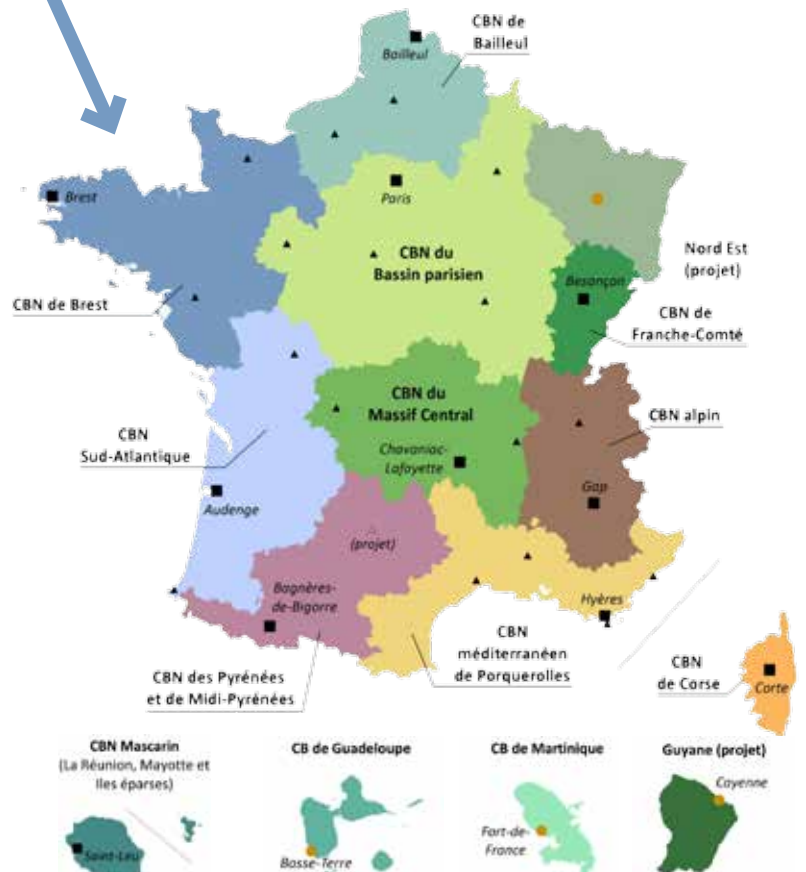 CBN de
Bailleul
Bailleul
Brest
Paris
CBN du
Bassin parisien
Nord Est
(projet)
Besançon
CBN de Brest
CBN de
Franche-Comté
CBN du
Massif Central
CBN alpin
CBN
Sud-Atlantique
Chavaniac-
Lafayette
Gap
Audenge
(projet)
Bagnères-
de-Bigorre
Hyères
CBN
méditerranéen
de Porquerolles
CBN des Pyrénées
et de Midi-Pyrénées
CBN
de Corse
Corte
CBN Mascarin
(La Réunion, Mayotte et
Iles éparses)
Saint-Leu
CB de Guadeloupe
Basse-Terre
CB de Martinique
Fort-de-
France
Guyane (projet)
Cayenne